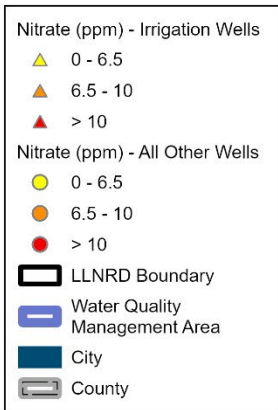 Nitrate (ppm) - Irrigation Wells
0 - 6.5
6.5 - 10
> 10
Nitrate (ppm) - All Other Wells
0 - 6.5
6.5 - 10
> 10
LLNRD Boundary
Water Quality
Management Area
City
County